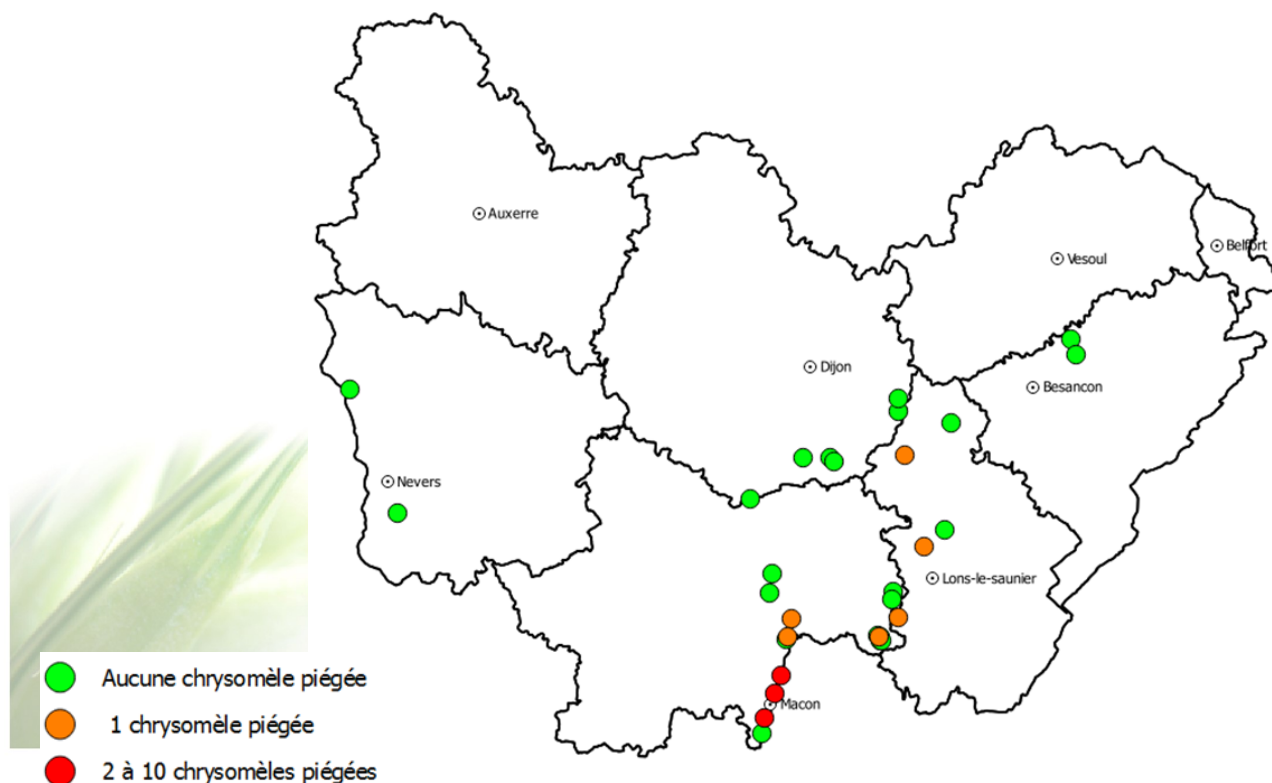 Auxerre
Belfort
Vesoul
Dijon
Besancon
Nevers
Lons-le-saunier
Macon
Aucune chrysomèle piégée
1 chrysomèle piégée
2 à 10 chrysomèles piégées